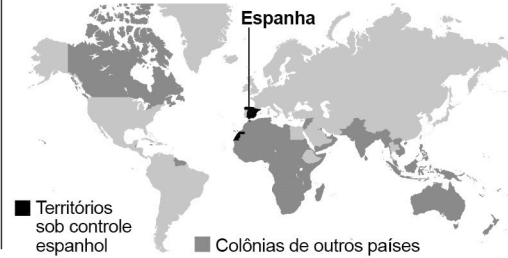 Espanha
Territórios
sob controle
espanhol
Colônias de outros países